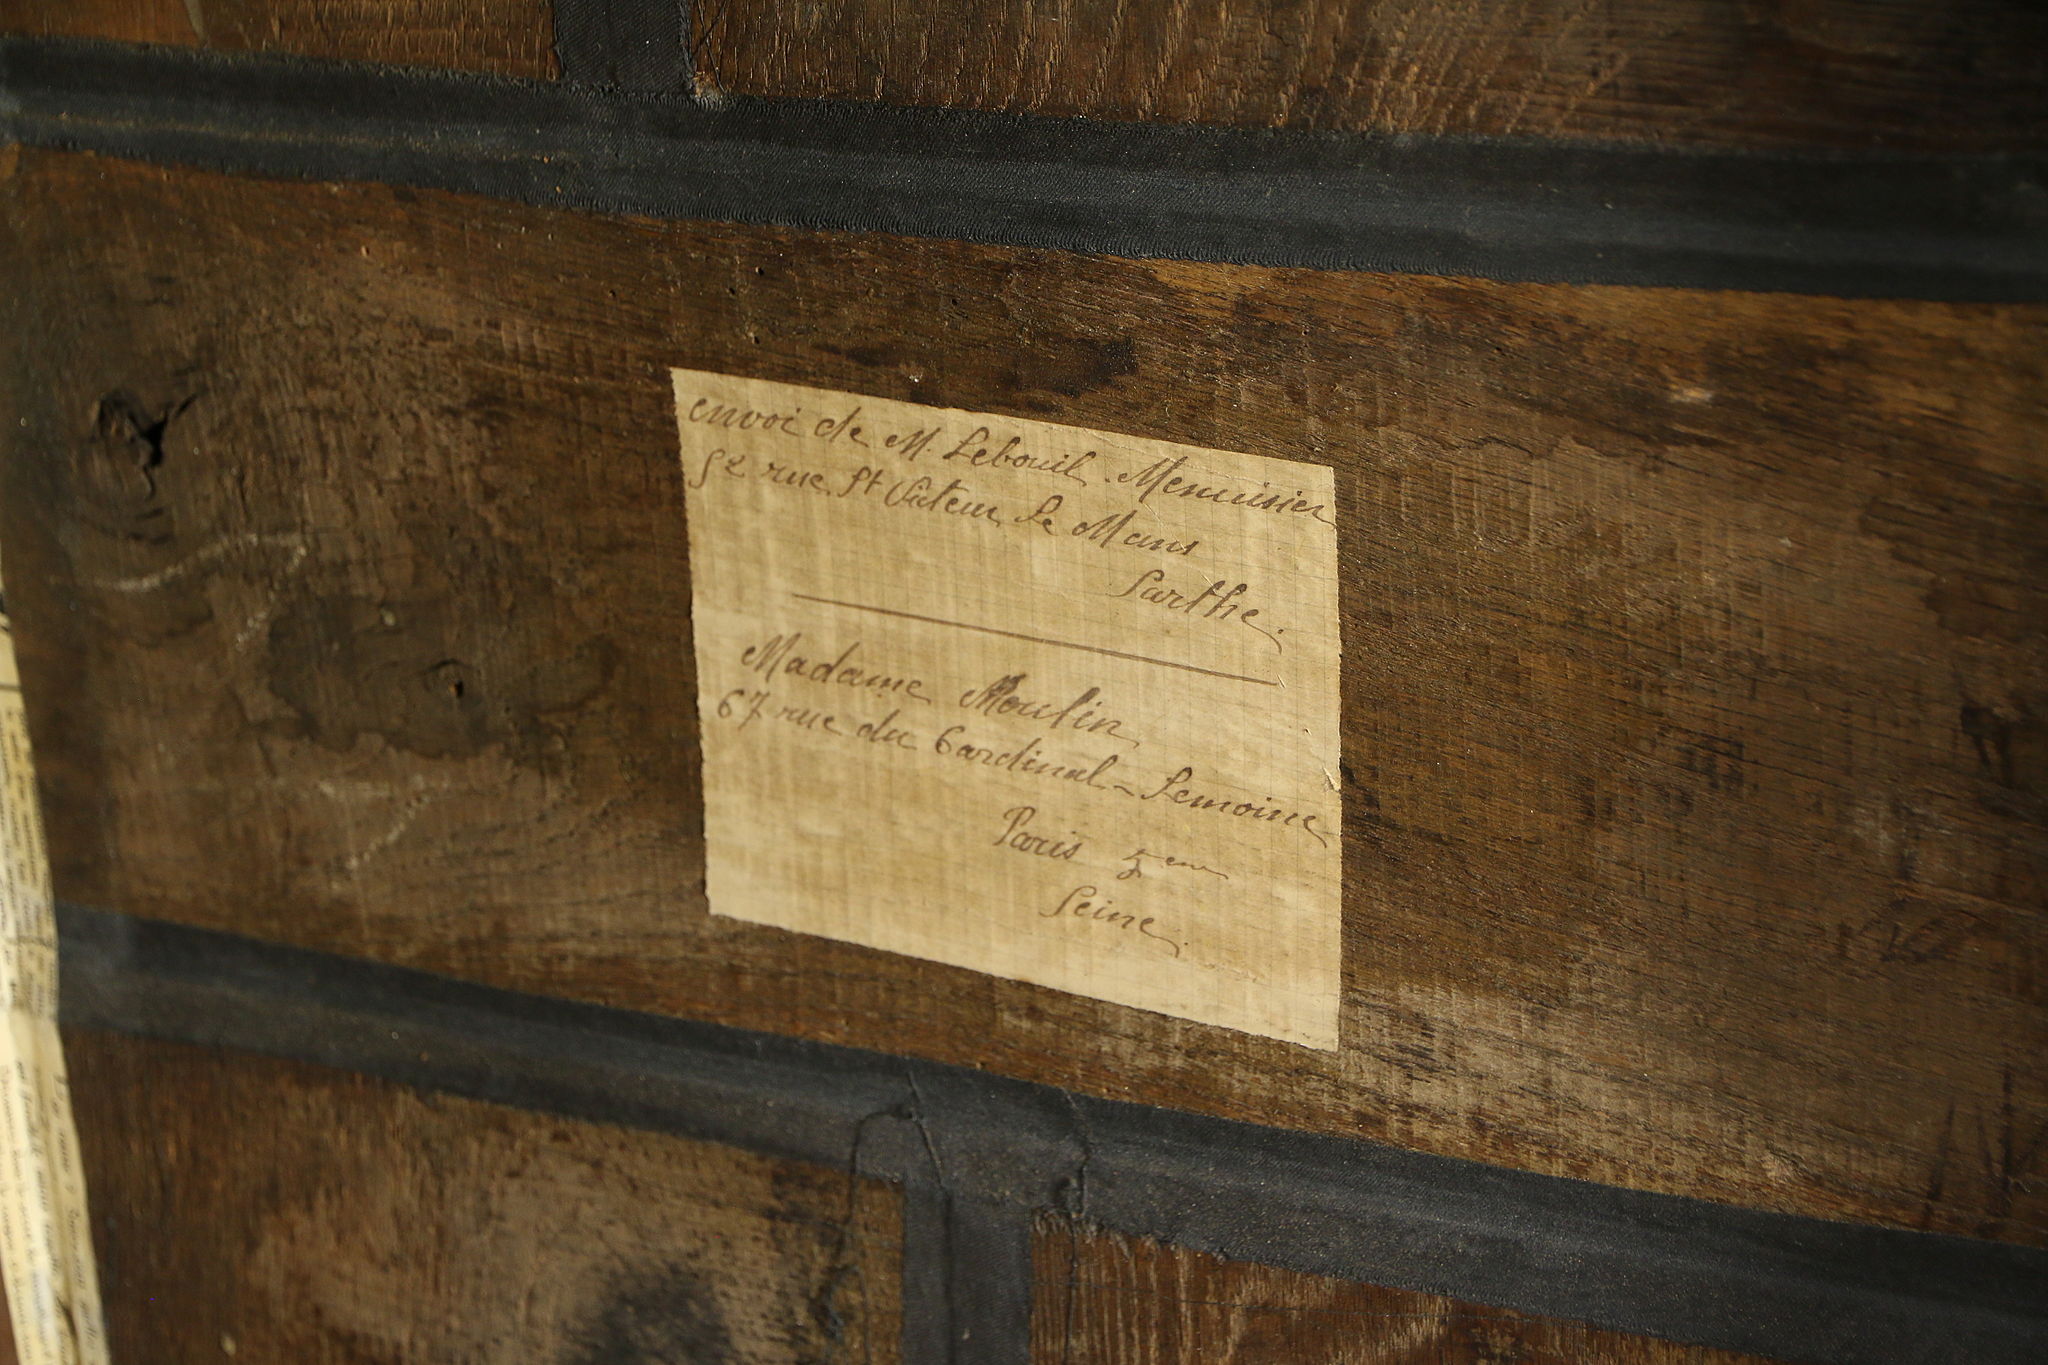 envoi de M. Lebouil. Menuisier
52 rue St Victeur Le Mans
Sarthe.
Madame Moulin
67 rue du Cardinal-Lemoine
Paris 5eme
Seine.